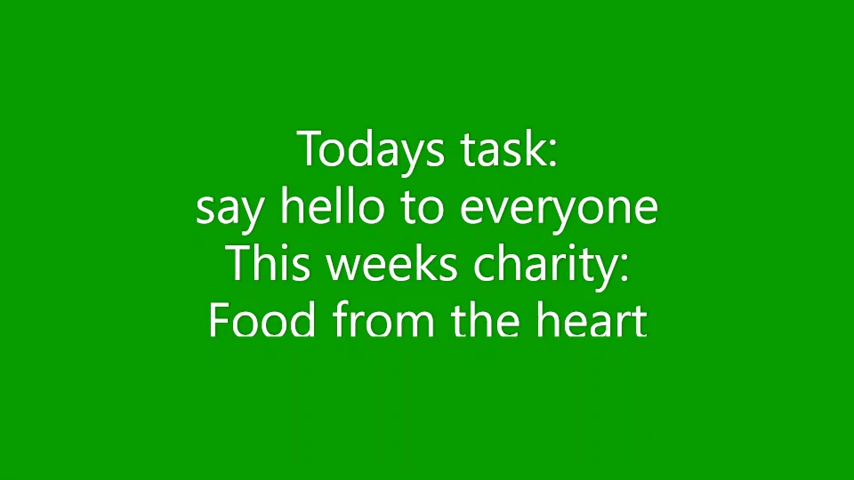 Todays task:
say hello to everyone
This weeks charity:
Food from the heart